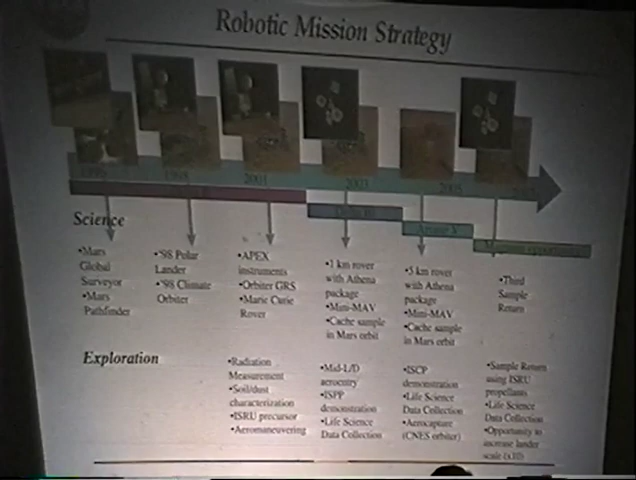 Robotic Mission Strategy
1996 1998 2001 2003 2005
Science
•Mars
Global
Surveyor
•Mars
Pathfinder
•'98 Polar
Lander
•'98 Climate
Orbiter
•APEX
instruments
•Orbiter GRS
•Marie Curie
Rover
•1 km rover
with Athena
package
•Mini-MAV
•Cache sample
in Mars orbit
•5 km rover
with Athena
package
•Mini-MAV
•Cache sample
in Mars orbit
•Third
Sample
Return
Exploration
•Radiation
Measurement
•Soil/dust
characterization
•ISRU precursor
•Aeromaneuvering
•Mid-L/D
aeroentry
•ISPP
demonstration
•Life Science
Data Collection
•ISCP
demonstration
•Life Science
Data Collection
•Aerocapture
(CNES orbiter)
•Sample Return
using ISRU
propellants
•Life Science
Data Collection
•Opportunity to
increase lander
scale (x10)